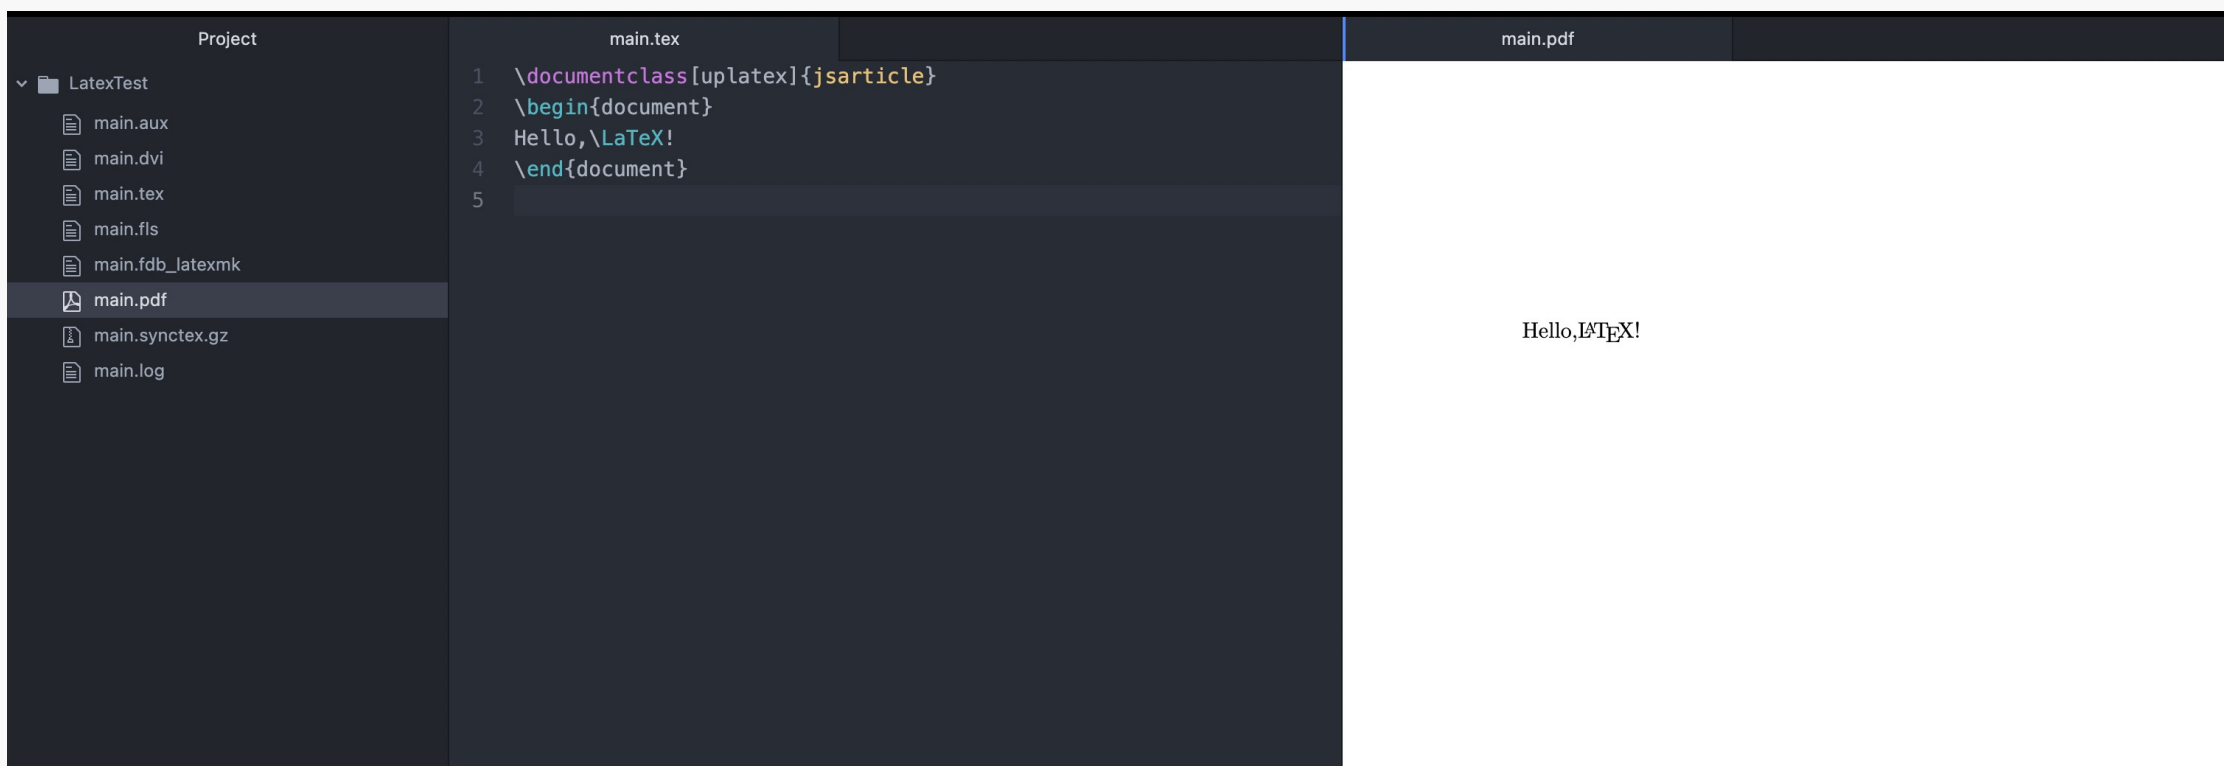 Project
LatexTest
main.aux
main.dvi
main.tex
main.fls
main.fdb_latexmk
main.pdf
main.synctex.gz
main.log
main.tex
1 \documentclass[uplatex]{jsarticle}
2 \begin{document}
3 Hello,\LaTeX!
4 \end{document}
5
main.pdf
Hello,LATEX!